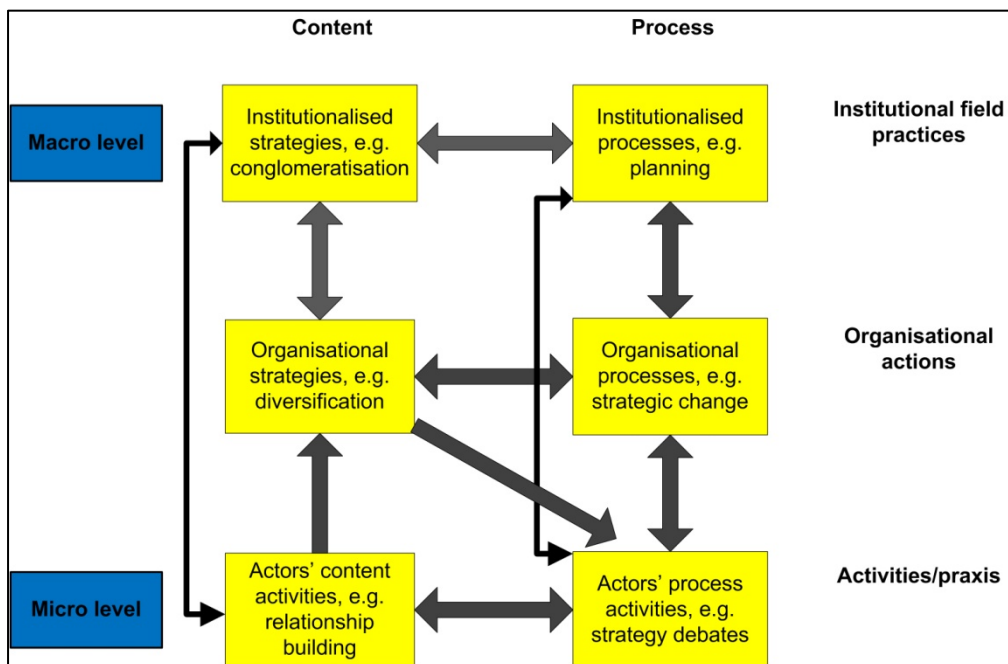 Content
Process
Macro level
Institutionalised
strategies, e.g.
conglomeratisation
Institutionalised
processes, e.g.
planning
Institutional field
practices
Organisational
strategies, e.g.
diversification
Organisational
processes, e.g.
strategic change
Organisational
actions
Micro level
Actors’ content
activities, e.g.
relationship
building
Actors’ process
activities, e.g.
strategy debates
Activities/praxis